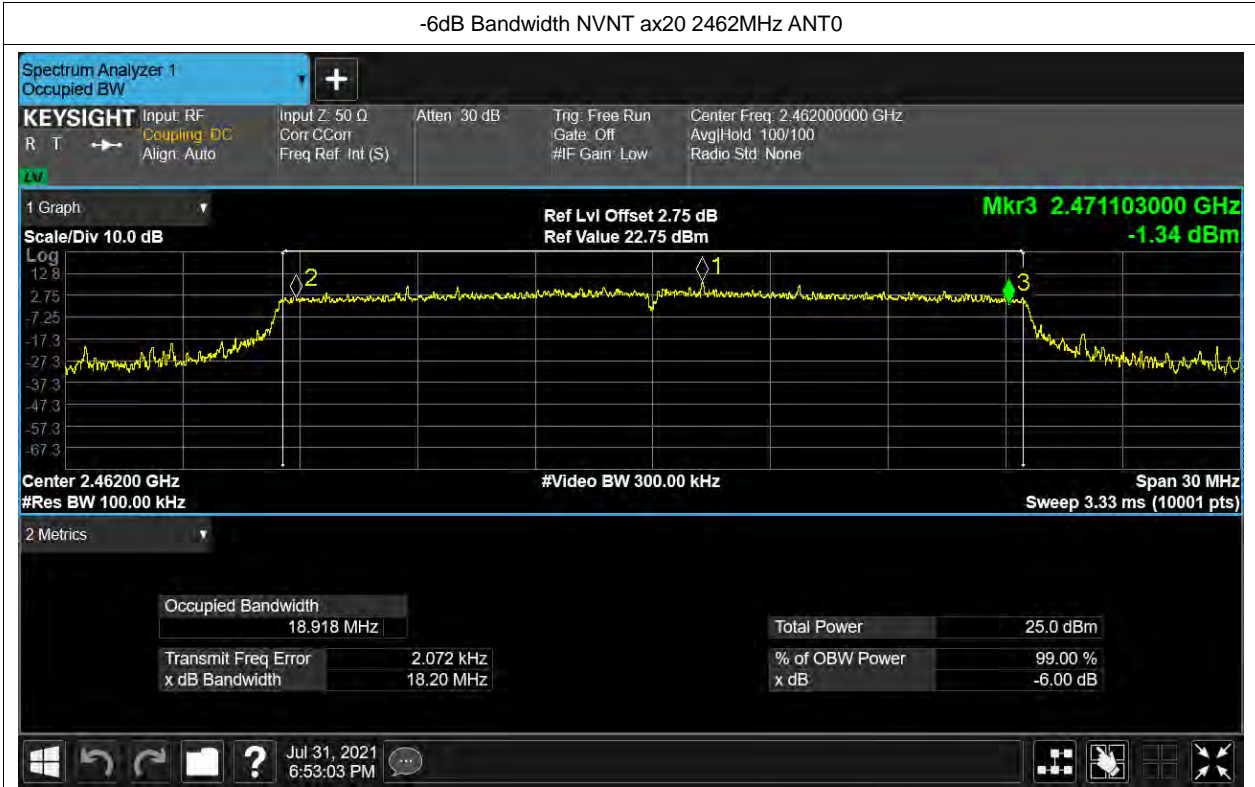 -6dB Bandwidth NVNT ax20 2462MHz ANT0
Spectrum Analyzer 1
Occupied BW
KEYSIGHT Input: RF Input Z: 50 Ω Atten: 30 dB Trig: Free Run Center Freq: 2.462000000 GHz
R T Coupling: DC Corr CCorr Gate: Off Avg|Hold: 100/100
Align: Auto Freq Ref: Int (S) #IF Gain: Low Radio Std: None
1 Graph Ref Lvl Offset 2.75 dB Mkr3 2.471103000 GHz
Scale/Div 10.0 dB Ref Value 22.75 dBm -1.34 dBm
Log
12.8
2.75
-7.25
-17.3
-27.3
-37.3
-47.3
-57.3
-67.3
2
1
3
Center 2.46200 GHz #Video BW 300.00 kHz Span 30 MHz
#Res BW 100.00 kHz Sweep 3.33 ms (10001 pts)
2 Metrics
Occupied Bandwidth
18.918 MHz Total Power 25.0 dBm
Transmit Freq Error 2.072 kHz % of OBW Power 99.00 %
x dB Bandwidth 18.20 MHz x dB -6.00 dB
? Jul 31, 2021
6:53:03 PM